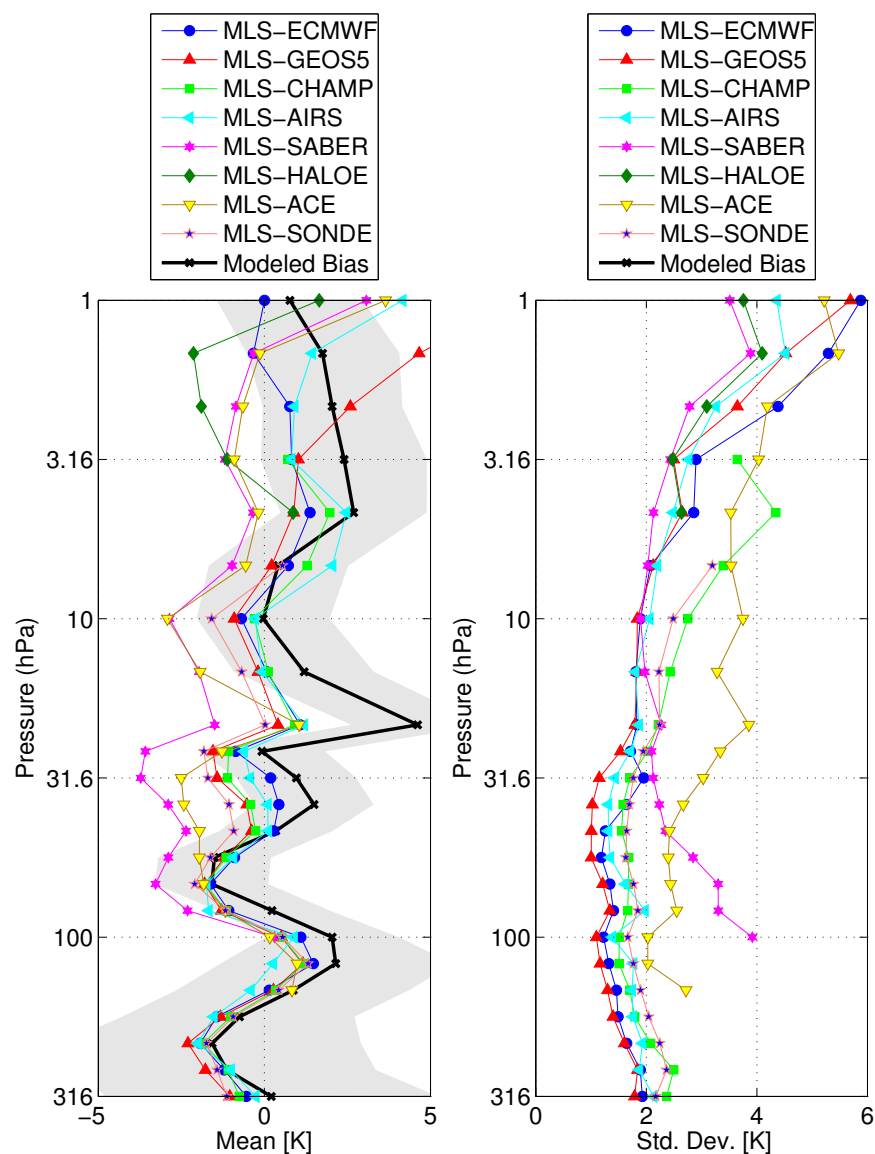 MLS−ECMWF
MLS−GEOS5
MLS−CHAMP
MLS−AIRS
MLS−SABER
MLS−HALOE
MLS−ACE
MLS−SONDE
Modeled Bias
1
3.16
10
31.6
100
316
Pressure (hPa)
−5
0
5
Mean [K]
MLS−ECMWF
MLS−GEOS5
MLS−CHAMP
MLS−AIRS
MLS−SABER
MLS−HALOE
MLS−ACE
MLS−SONDE
Modeled Bias
1
3.16
10
31.6
100
316
Pressure (hPa)
0
2
4
6
Std. Dev. [K]